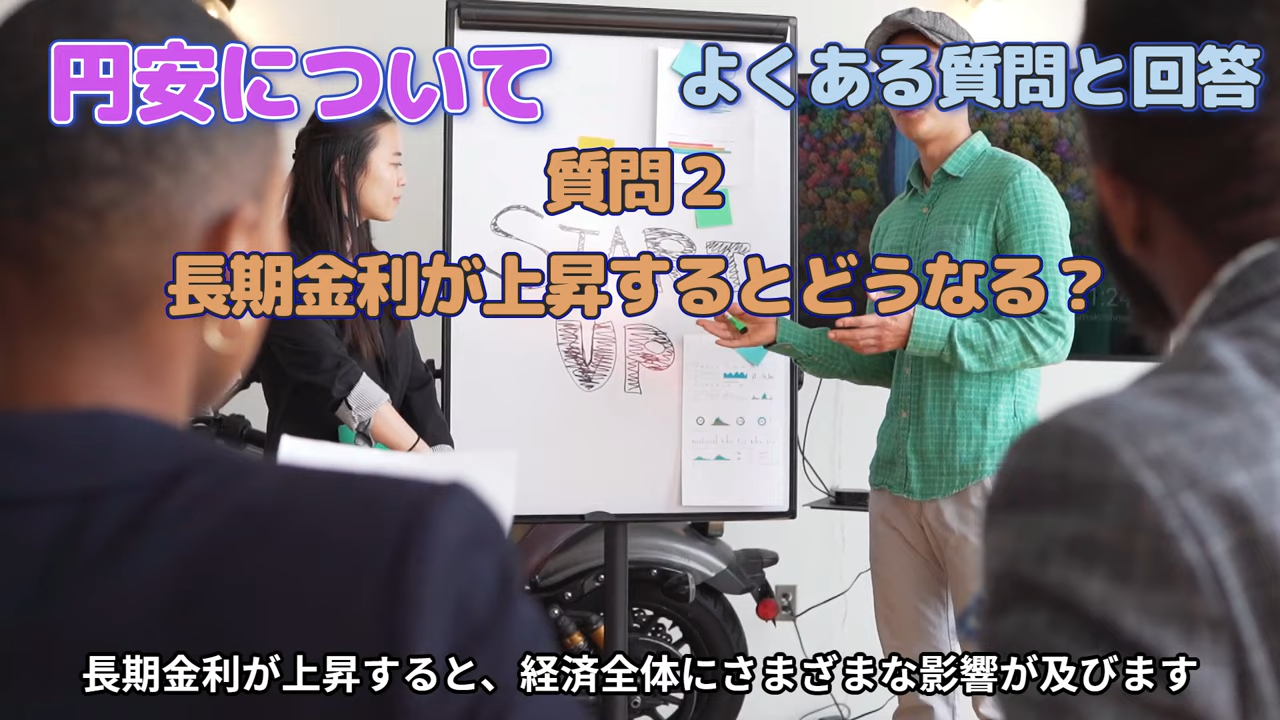 円安について
よくある質問と回答
質問２
長期金利が上昇するとどうなる？
START
UP
長期金利が上昇すると、経済全体にさまざまな影響が及びます